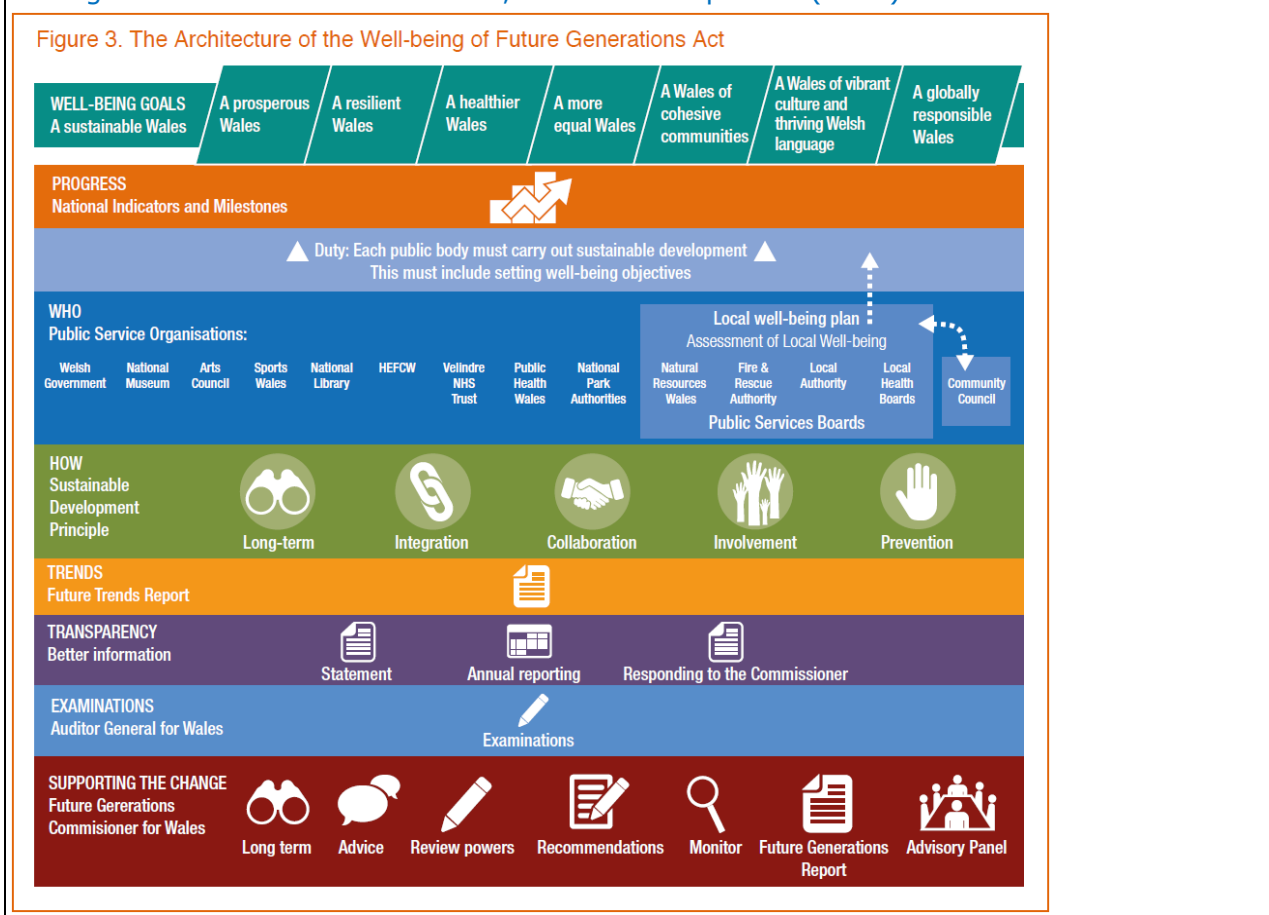 Figure 3. The Architecture of the Well-being of Future Generations Act
WELL-BEING GOALS
A sustainable Wales
A prosperous
Wales
A resilient
Wales
A healthier
Wales
A more
equal Wales
A Wales of
cohesive
communities
A Wales of vibrant
culture and
thriving Welsh
language
A globally
responsible
Wales
PROGRESS
National Indicators and Milestones
Duty: Each public body must carry out sustainable development
This must include setting well-being objectives
WHO
Public Service Organisations:
Welsh
Government
National
Museum
Arts
Council
Sports
Wales
National
Library
HEFCW
Velindre
NHS
Trust
Public
Health
Wales
National
Park
Authorities
Local well-being plan
Assessment of Local Well-being
Natural
Resources
Wales
Fire &
Rescue
Authority
Local
Authority
Local
Health
Boards
Public Services Boards
Community
Council
HOW
Sustainable
Development
Principle
Long-term
Integration
Collaboration
Involvement
Prevention
TRENDS
Future Trends Report
TRANSPARENCY
Better information
Statement
Annual reporting
Responding to the Commissioner
EXAMINATIONS
Auditor General for Wales
Examinations
SUPPORTING THE CHANGE
Future Gererations
Commisioner for Wales
Long term
Advice
Review powers
Recommendations
Monitor
Future Generations
Report
Advisory Panel